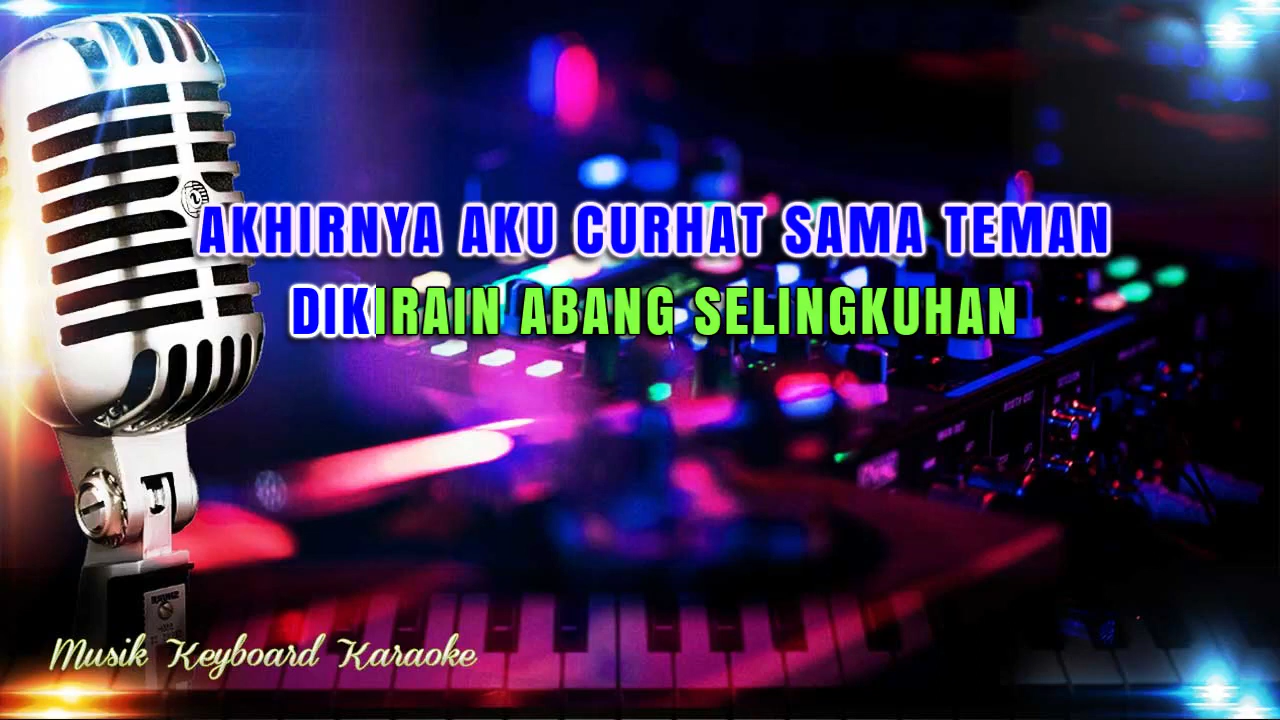 AKHIRNYA AKU CURHAT SAMA TEMAN
DIKIRAIN ABANG SELINGKUHAN
Musik Keyboard Karaoke